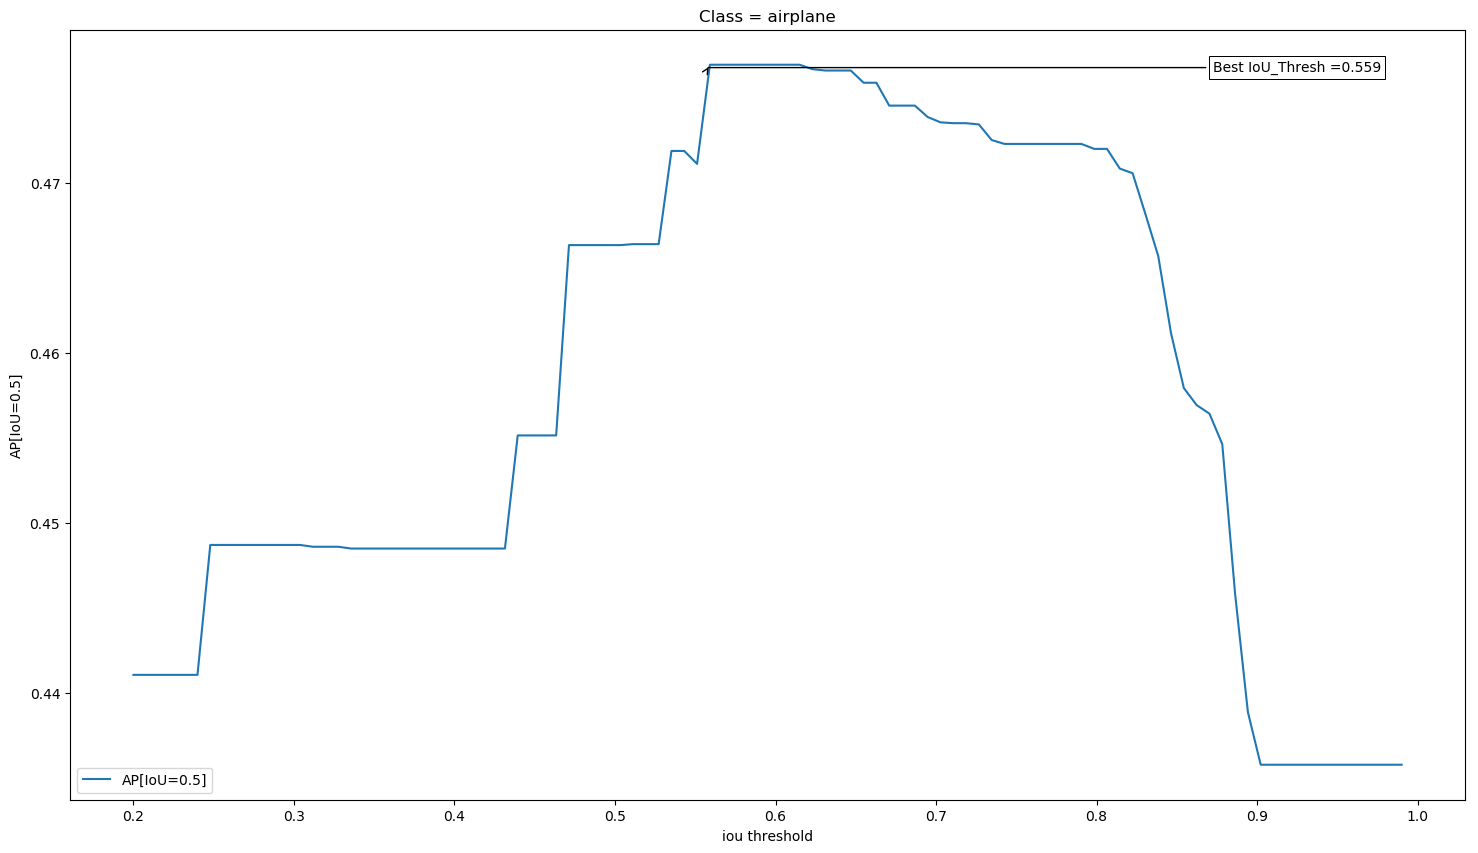 Class = airplane
Best IoU_Thresh =0.559
AP[IoU=0.5]
0.47
0.46
0.45
0.44
AP[IoU=0.5]
0.2 0.3 0.4 0.5 0.6 0.7 0.8 0.9 1.0
iou threshold